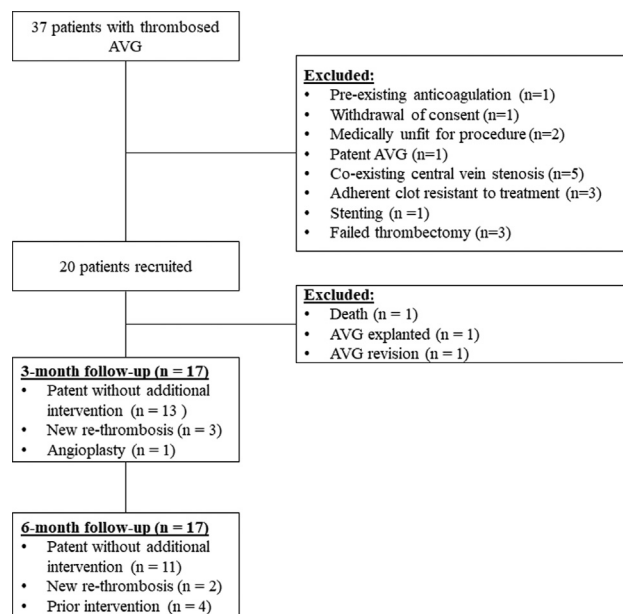 37 patients with thrombosed
AVG
Excluded:
• Pre-existing anticoagulation (n=1)
• Withdrawal of consent (n=1)
• Medically unfit for procedure (n=2)
• Patent AVG (n=1)
• Co-existing central vein stenosis (n=5)
• Adherent clot resistant to treatment (n=3)
• Stenting (n =1)
• Failed thrombectomy (n=3)
20 patients recruited
Excluded:
• Death (n = 1)
• AVG explanted (n = 1)
• AVG revision (n = 1)
3-month follow-up (n = 17)
• Patent without additional
intervention (n = 13 )
• New re-thrombosis (n = 3)
• Angioplasty (n = 1)
6-month follow-up (n = 17)
• Patent without additional
intervention (n = 11)
• New re-thrombosis (n = 2)
• Prior intervention (n = 4)